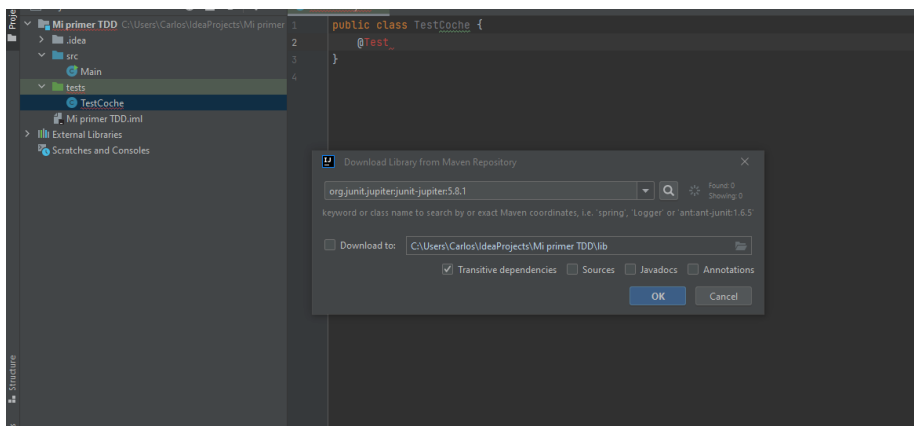 Mi primer TDD C:\Users\Carlos\IdeaProjects\Mi primer
.idea
src
Main
tests
TestCoche
Mi primer TDD.iml
External Libraries
Scratches and Consoles
Structure
1 public class TestCoche {
2 @Test
3 }
4
Download Library from Maven Repository
org.junit.jupiter:junit-jupiter:5.8.1
Found: 0
Showing: 0
keyword or class name to search by or exact Maven coordinates, i.e. 'spring', 'Logger' or 'ant:ant-junit:1.6.5'
Download to: C:\Users\Carlos\IdeaProjects\Mi primer TDD\lib
Transitive dependencies Sources Javadocs Annotations
OK Cancel